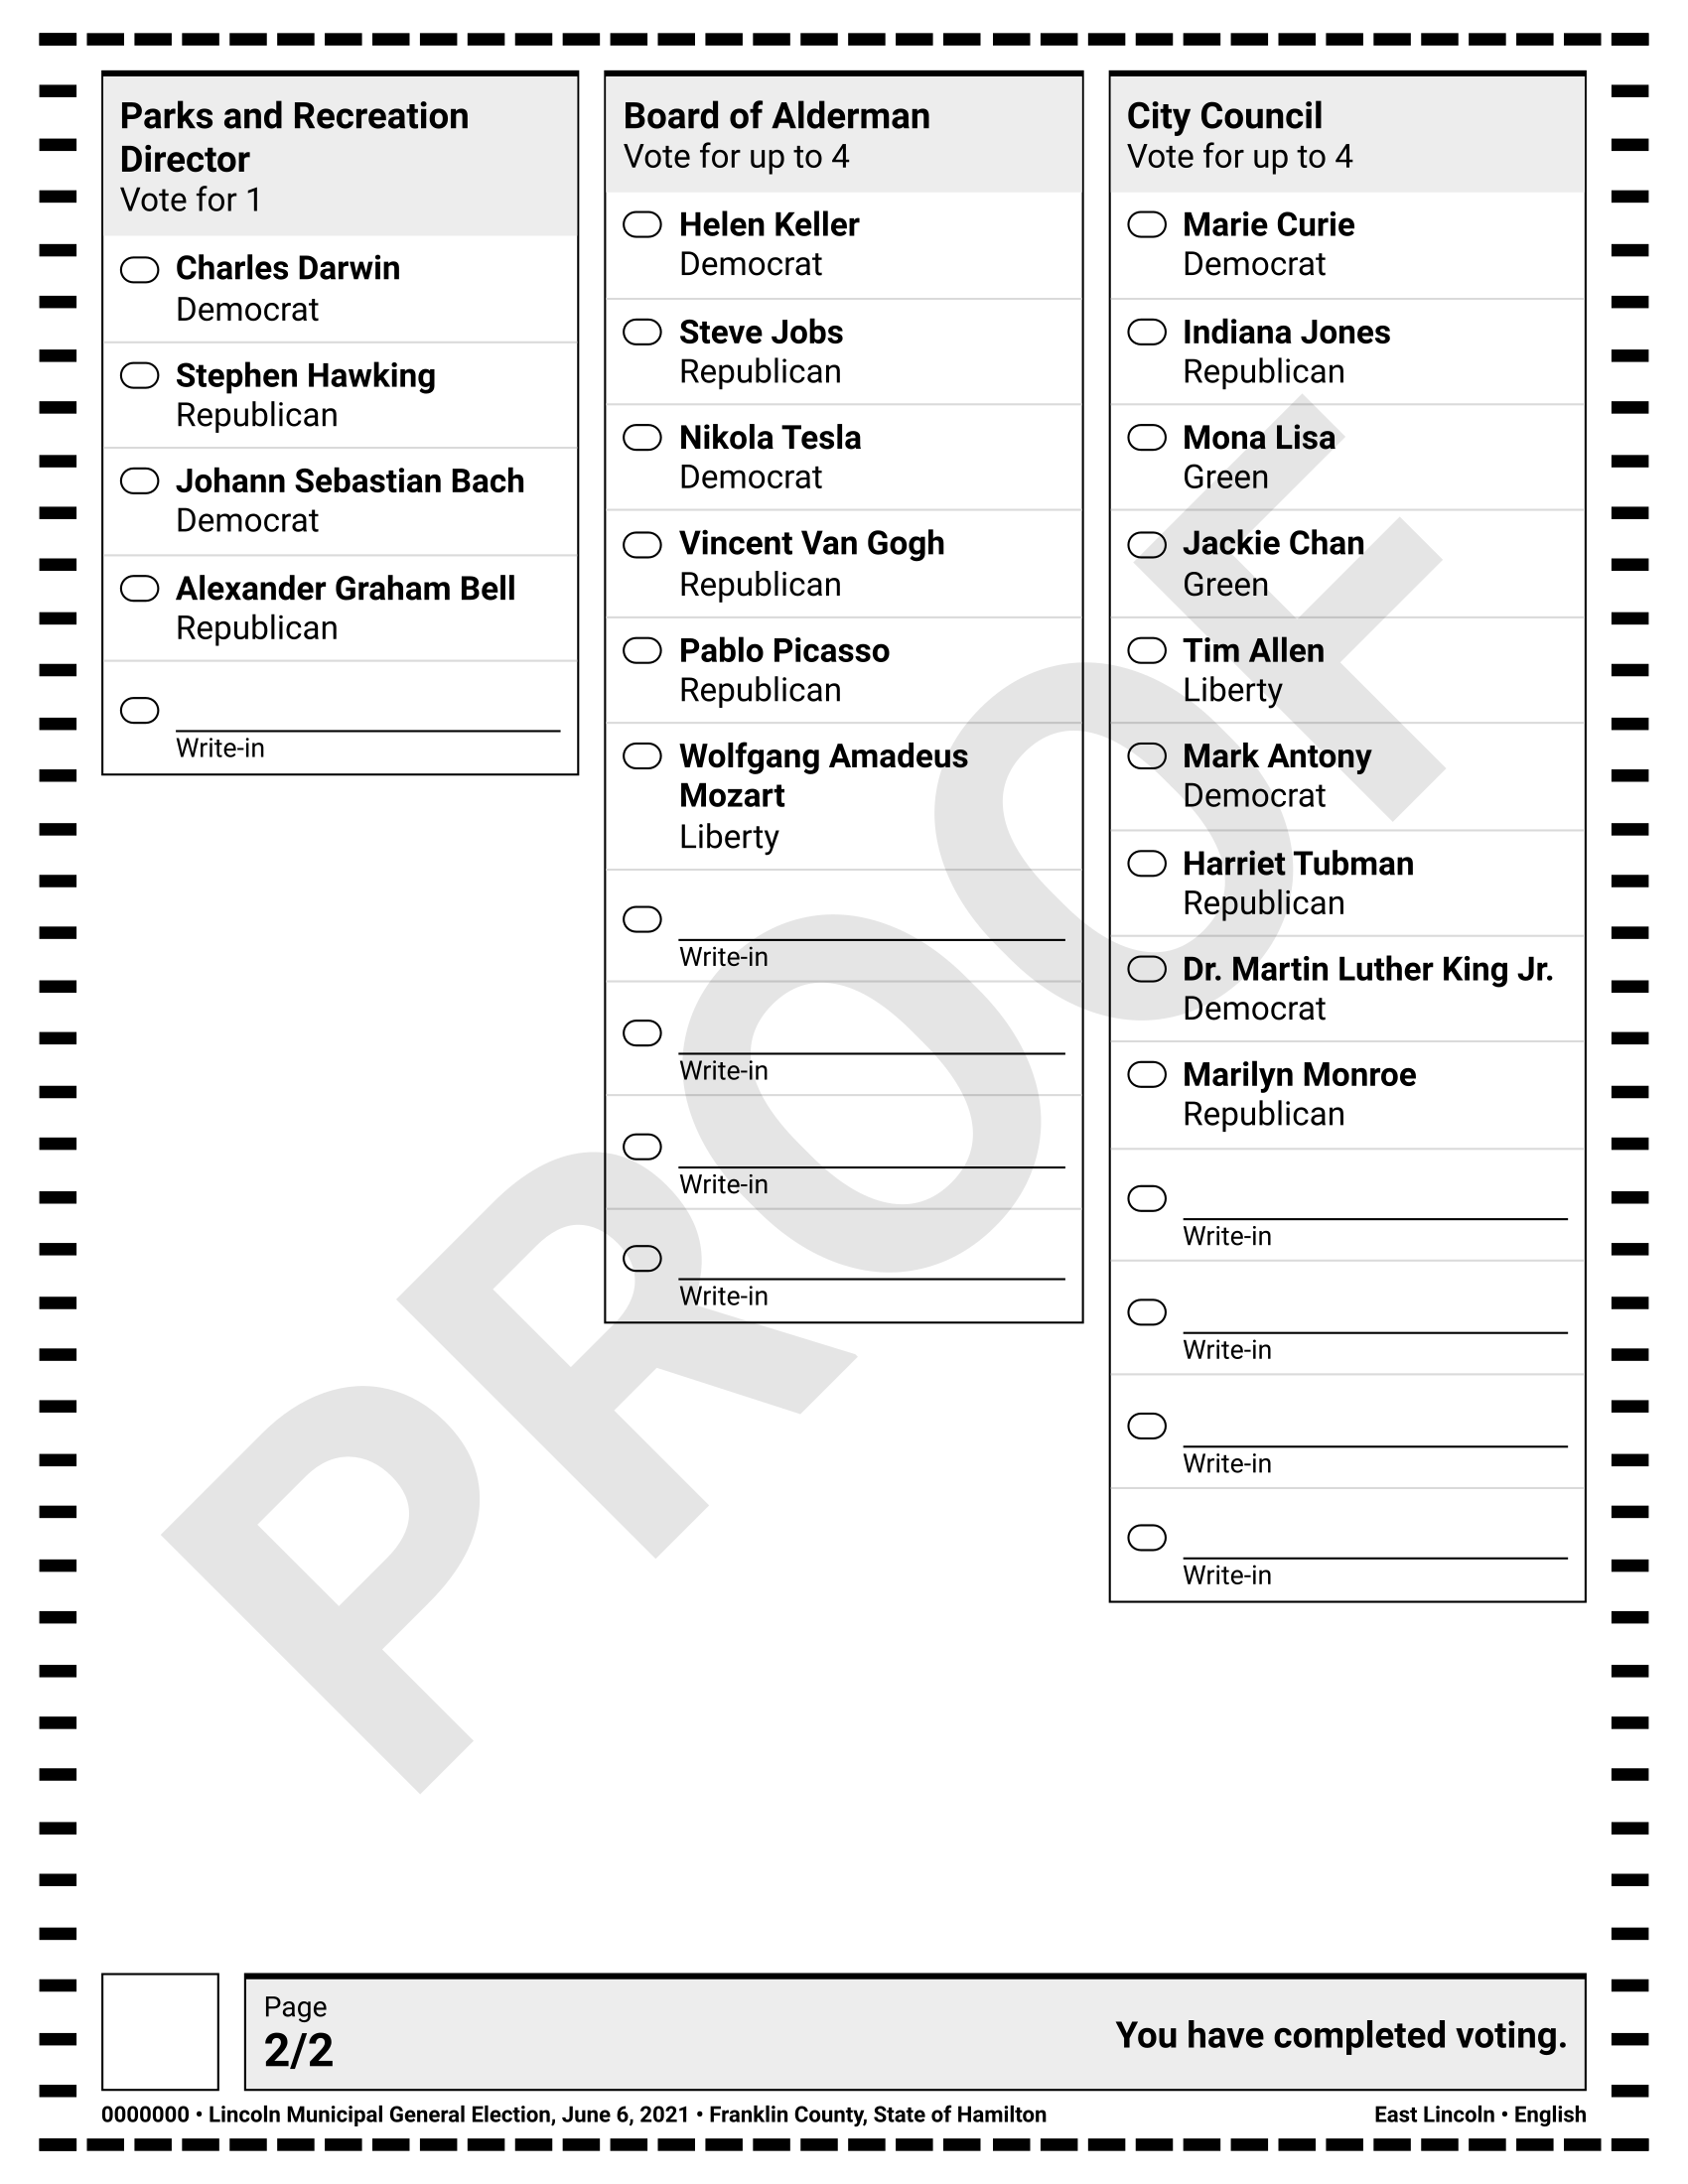 Parks and Recreation
Director
Vote for 1
Charles Darwin
Democrat
Stephen Hawking
Republican
Johann Sebastian Bach
Democrat
Alexander Graham Bell
Republican
Write-in
Board of Alderman
Vote for up to 4
Helen Keller
Democrat
Steve Jobs
Republican
Nikola Tesla
Democrat
Vincent Van Gogh
Republican
Pablo Picasso
Republican
Wolfgang Amadeus
Mozart
Liberty
Write-in
Write-in
Write-in
Write-in
City Council
Vote for up to 4
Marie Curie
Democrat
Indiana Jones
Republican
Mona Lisa
Green
Jackie Chan
Green
Tim Allen
Liberty
Mark Antony
Democrat
Harriet Tubman
Republican
Dr. Martin Luther King Jr.
Democrat
Marilyn Monroe
Republican
Write-in
Write-in
Write-in
Write-in
PROOF
Page
2/2
You have completed voting.
0000000 • Lincoln Municipal General Election, June 6, 2021 • Franklin County, State of Hamilton
East Lincoln • English